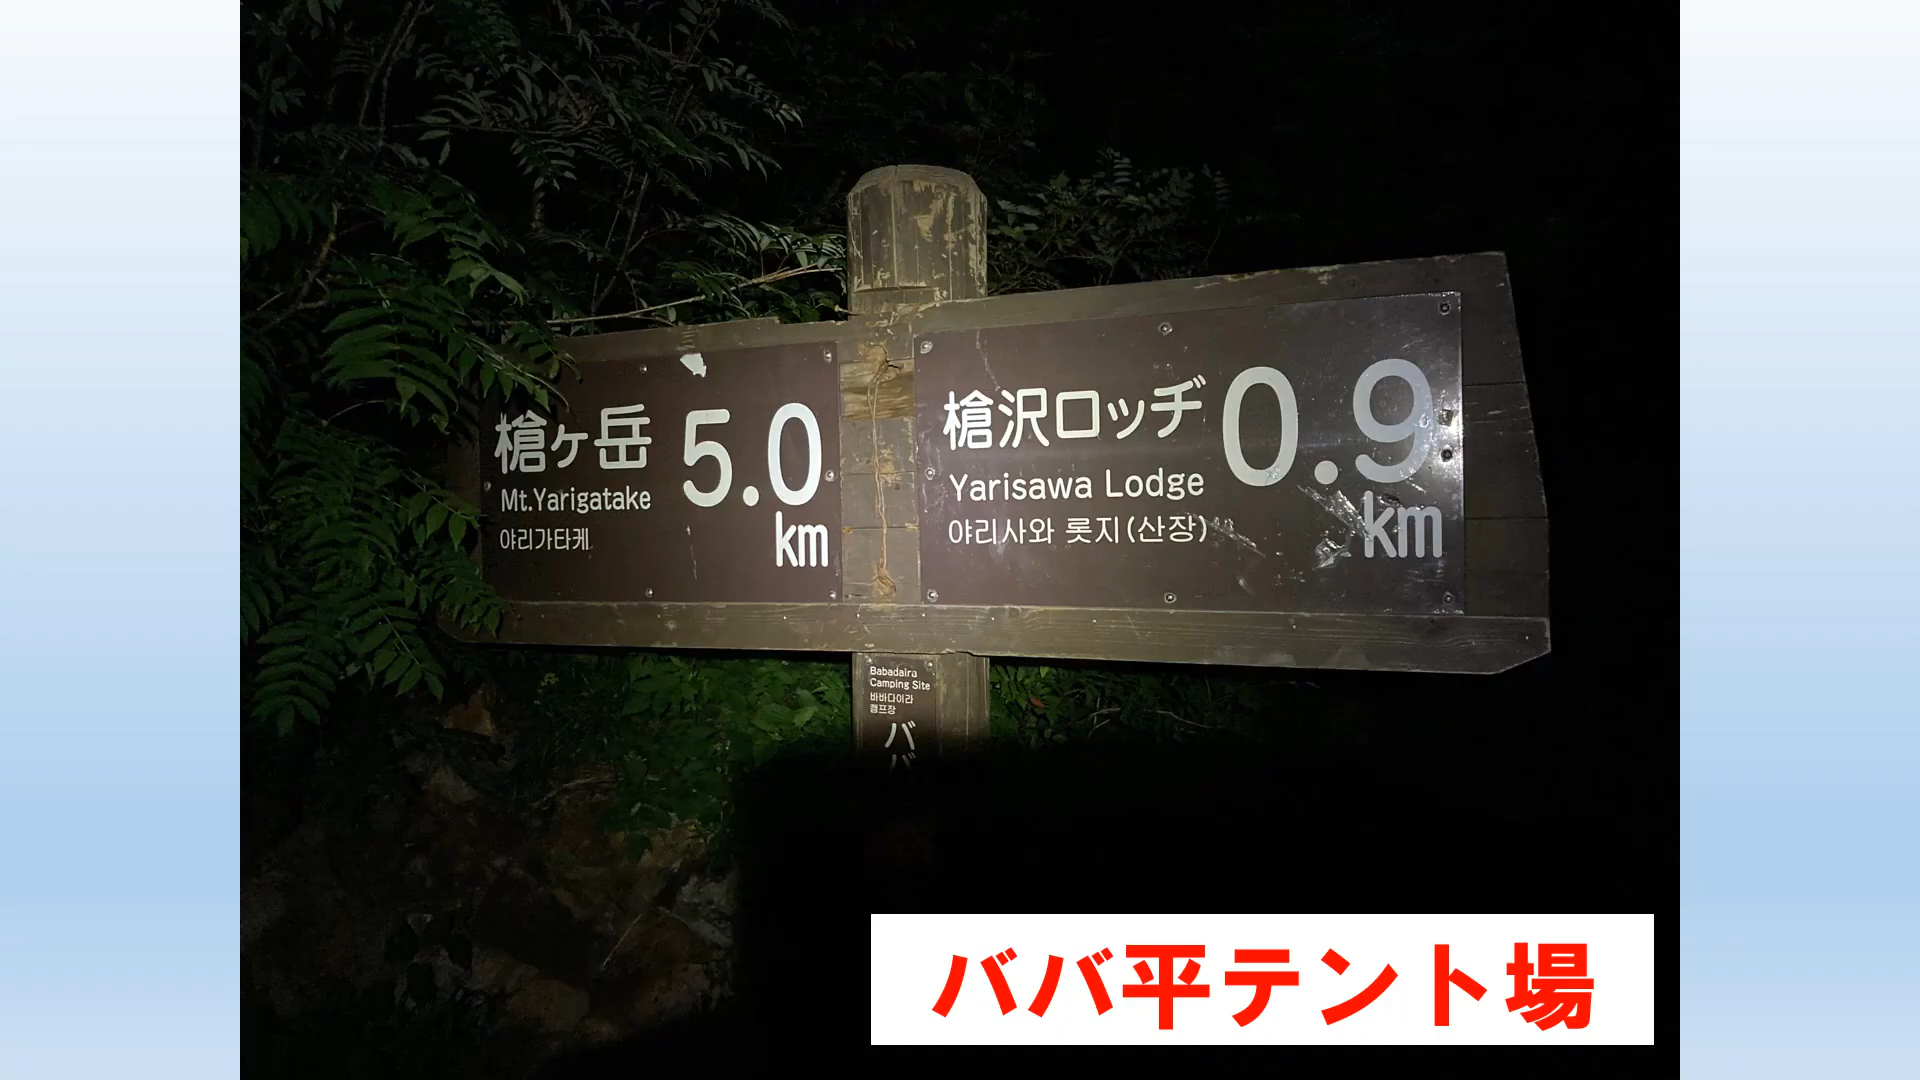 槍ヶ岳
5.0
Mt.Yarigatake
야리가타케
km
槍沢ロッヂ
0.9
Yarisawa Lodge
야리사와 롯지(산장)
km
Babadaira
Camping Site
바바다이라
캠프장
バ
ババ平テント場